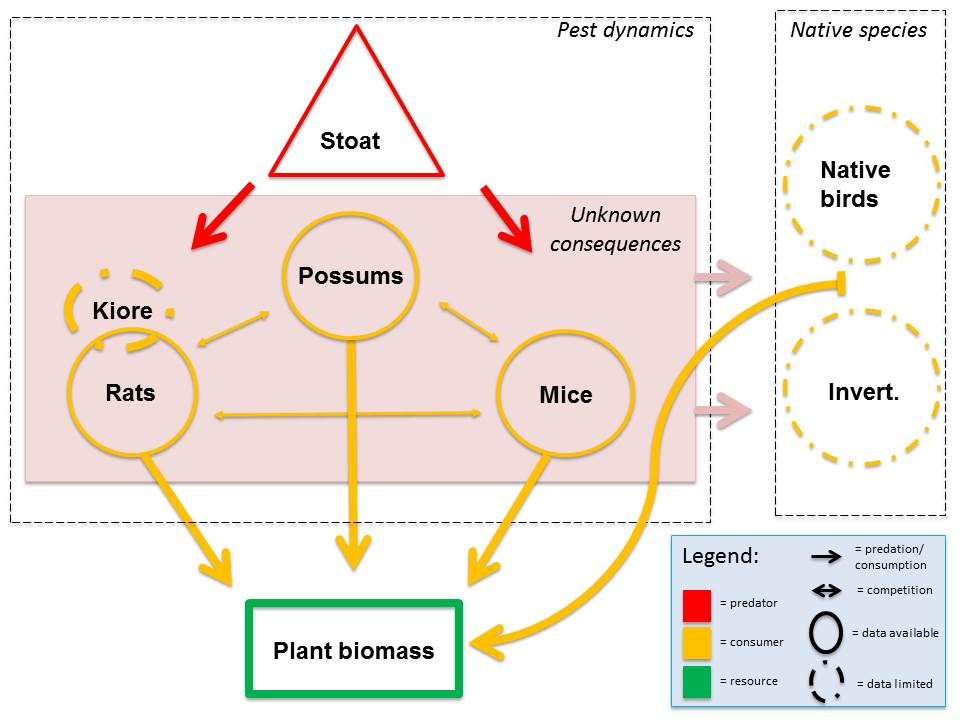 Pest dynamics
Native species
Stoat
Native
birds
Unknown
consequences
Possums
Kiore
Rats
Mice
Invert.
Plant biomass
Legend:
= predator
= consumer
= resource
= predation/
consumption
= competition
= data available
= data limited